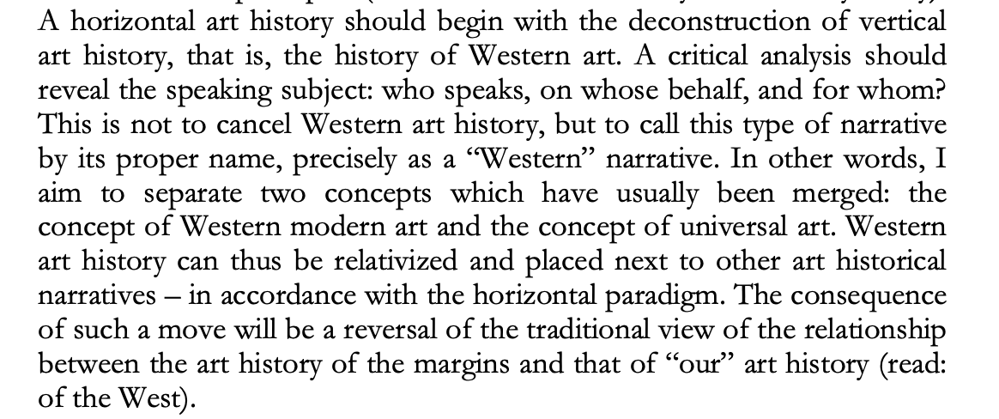 A horizontal art history should begin with the deconstruction of vertical
art history, that is, the history of Western art. A critical analysis should
reveal the speaking subject: who speaks, on whose behalf, and for whom?
This is not to cancel Western art history, but to call this type of narrative
by its proper name, precisely as a “Western” narrative. In other words, I
aim to separate two concepts which have usually been merged: the
concept of Western modern art and the concept of universal art. Western
art history can thus be relativized and placed next to other art historical
narratives – in accordance with the horizontal paradigm. The consequence
of such a move will be a reversal of the traditional view of the relationship
between the art history of the margins and that of “our” art history (read:
of the West).